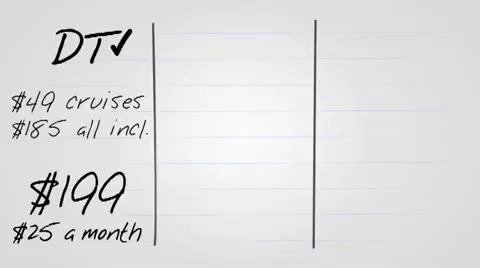 DT✓
$49 cruises
$185 all incl.
$199
$25 a month